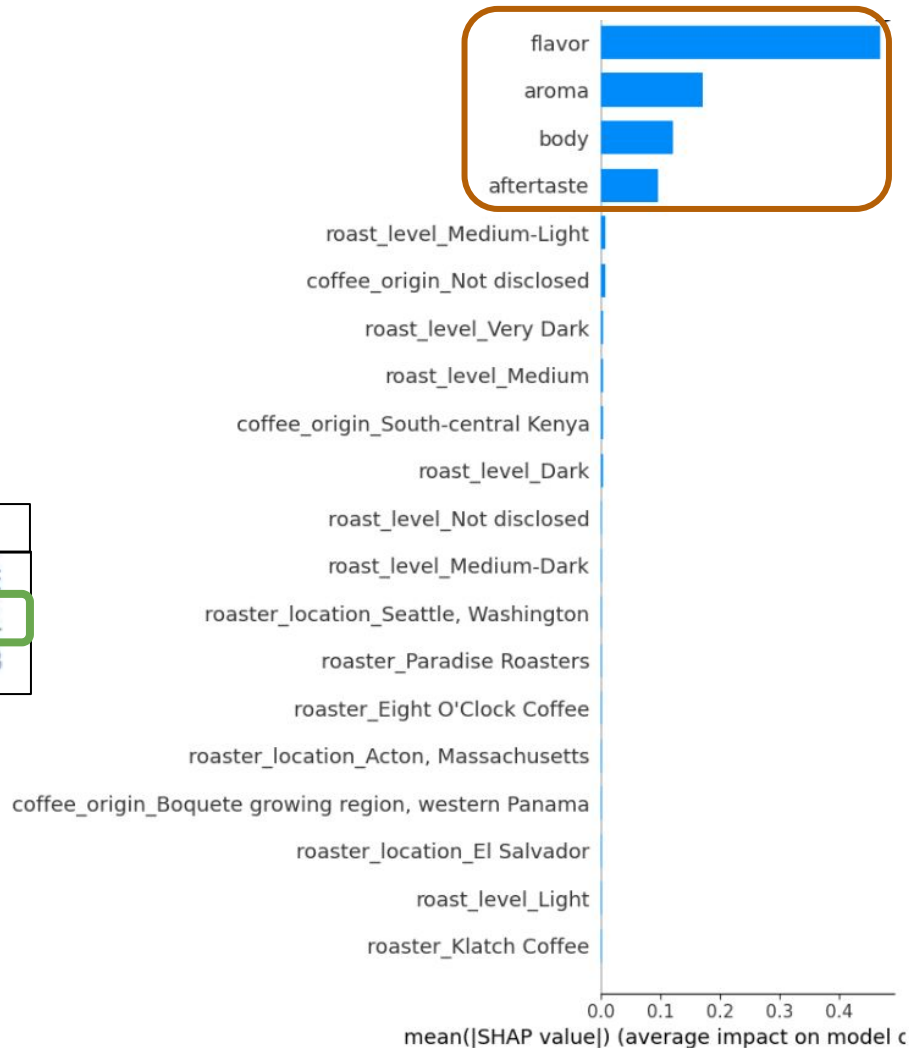 flavor
aroma
body
aftertaste
roast_level_Medium-Light
coffee_origin_Not disclosed
roast_level_Very Dark
roast_level_Medium
coffee_origin_South-central Kenya
roast_level_Dark
roast_level_Not disclosed
roast_level_Medium-Dark
roaster_location_Seattle, Washington
roaster_Paradise Roasters
roaster_Eight O'Clock Coffee
roaster_location_Acton, Massachusetts
coffee_origin_Boquete growing region, western Panama
roaster_location_El Salvador
roast_level_Light
roaster_Klatch Coffee
0.0 0.1 0.2 0.3 0.4
mean(|SHAP value|) (average impact on model